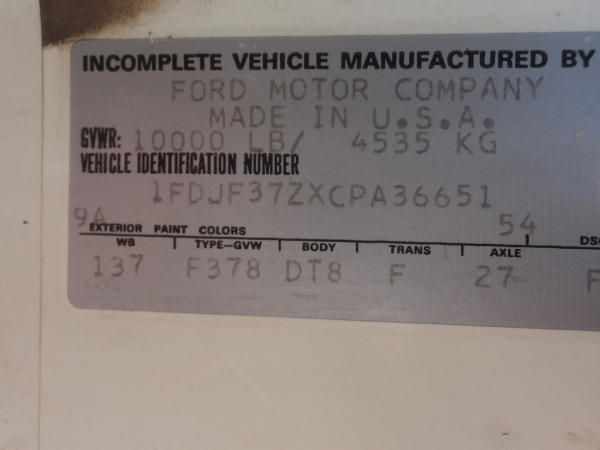 INCOMPLETE VEHICLE MANUFACTURED BY
FORD MOTOR COMPANY
MADE IN U.S.A.
GVWR: 10000 LB/ 4535 KG
VEHICLE IDENTIFICATION NUMBER
1FDJF37ZXCPA36651
9A 54
EXTERIOR PAINT COLORS
WB TYPE-GVW BODY TRANS AXLE
137 F378 DT8 F 27